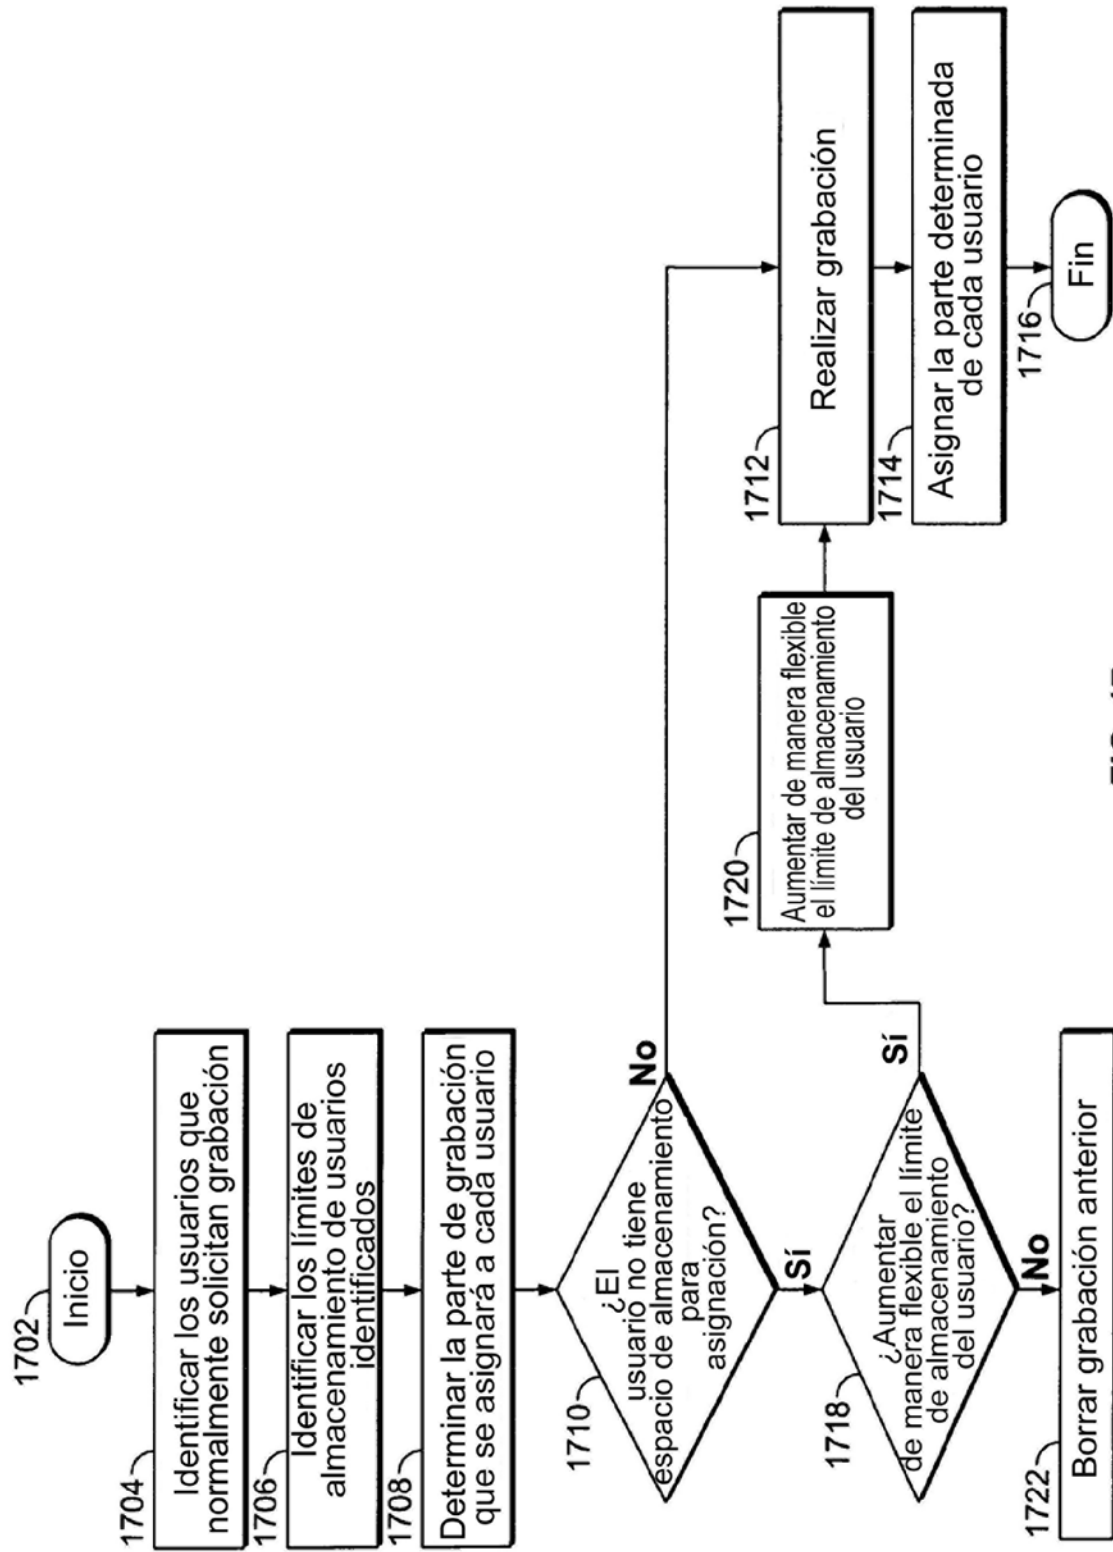 1702
Inicio
1704
Identificar los usuarios que
normalmente solicitan grabación
1706
Identificar los límites de
almacenamiento de usuarios
identificados
1708
Determinar la parte de grabación
que se asignará a cada usuario
1710
¿El
usuario no tiene
espacio de almacenamiento
para
asignación?
No
Sí
1718
¿Aumentar
de manera flexible el límite
de almacenamiento
del usuario?
Sí
No
1722
Borrar grabación anterior
1720
Aumentar de manera flexible
el límite de almacenamiento
del usuario
1712
Realizar grabación
1714
Asignar la parte determinada
de cada usuario
1716
Fin